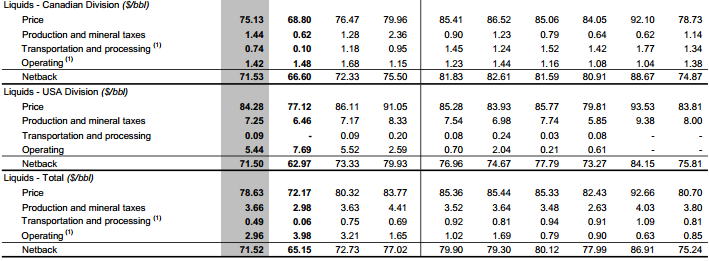 Liquids - Canadian Division ($/bbl)
Price 75.13 68.80 76.47 79.96 85.41 86.52 85.06 84.05 92.10 78.73
Production and mineral taxes 1.44 0.62 1.28 2.36 0.90 1.23 0.79 0.64 0.62 1.14
Transportation and processing (1) 0.74 0.10 1.18 0.95 1.45 1.24 1.52 1.42 1.77 1.34
Operating (1) 1.42 1.48 1.68 1.15 1.23 1.44 1.16 1.08 1.04 1.38
Netback 71.53 66.60 72.33 75.50 81.83 82.61 81.59 80.91 88.67 74.87
Liquids - USA Division ($/bbl)
Price 84.28 77.12 86.11 91.05 85.28 83.93 85.77 79.81 93.53 83.81
Production and mineral taxes 7.25 6.46 7.17 8.33 7.54 6.98 7.74 5.85 9.38 8.00
Transportation and processing 0.09 - 0.09 0.20 0.08 0.24 0.03 0.08 - -
Operating 5.44 7.69 5.52 2.59 0.70 2.04 0.21 0.61 - -
Netback 71.50 62.97 73.33 79.93 76.96 74.67 77.79 73.27 84.15 75.81
Liquids - Total ($/bbl)
Price 78.63 72.17 80.32 83.77 85.36 85.44 85.33 82.43 92.66 80.70
Production and mineral taxes 3.66 2.98 3.63 4.41 3.52 3.64 3.48 2.63 4.03 3.80
Transportation and processing (1) 0.49 0.06 0.75 0.69 0.92 0.81 0.94 0.91 1.09 0.81
Operating (1) 2.96 3.98 3.21 1.65 1.02 1.69 0.79 0.90 0.63 0.85
Netback 71.52 65.15 72.73 77.02 79.90 79.30 80.12 77.99 86.91 75.24